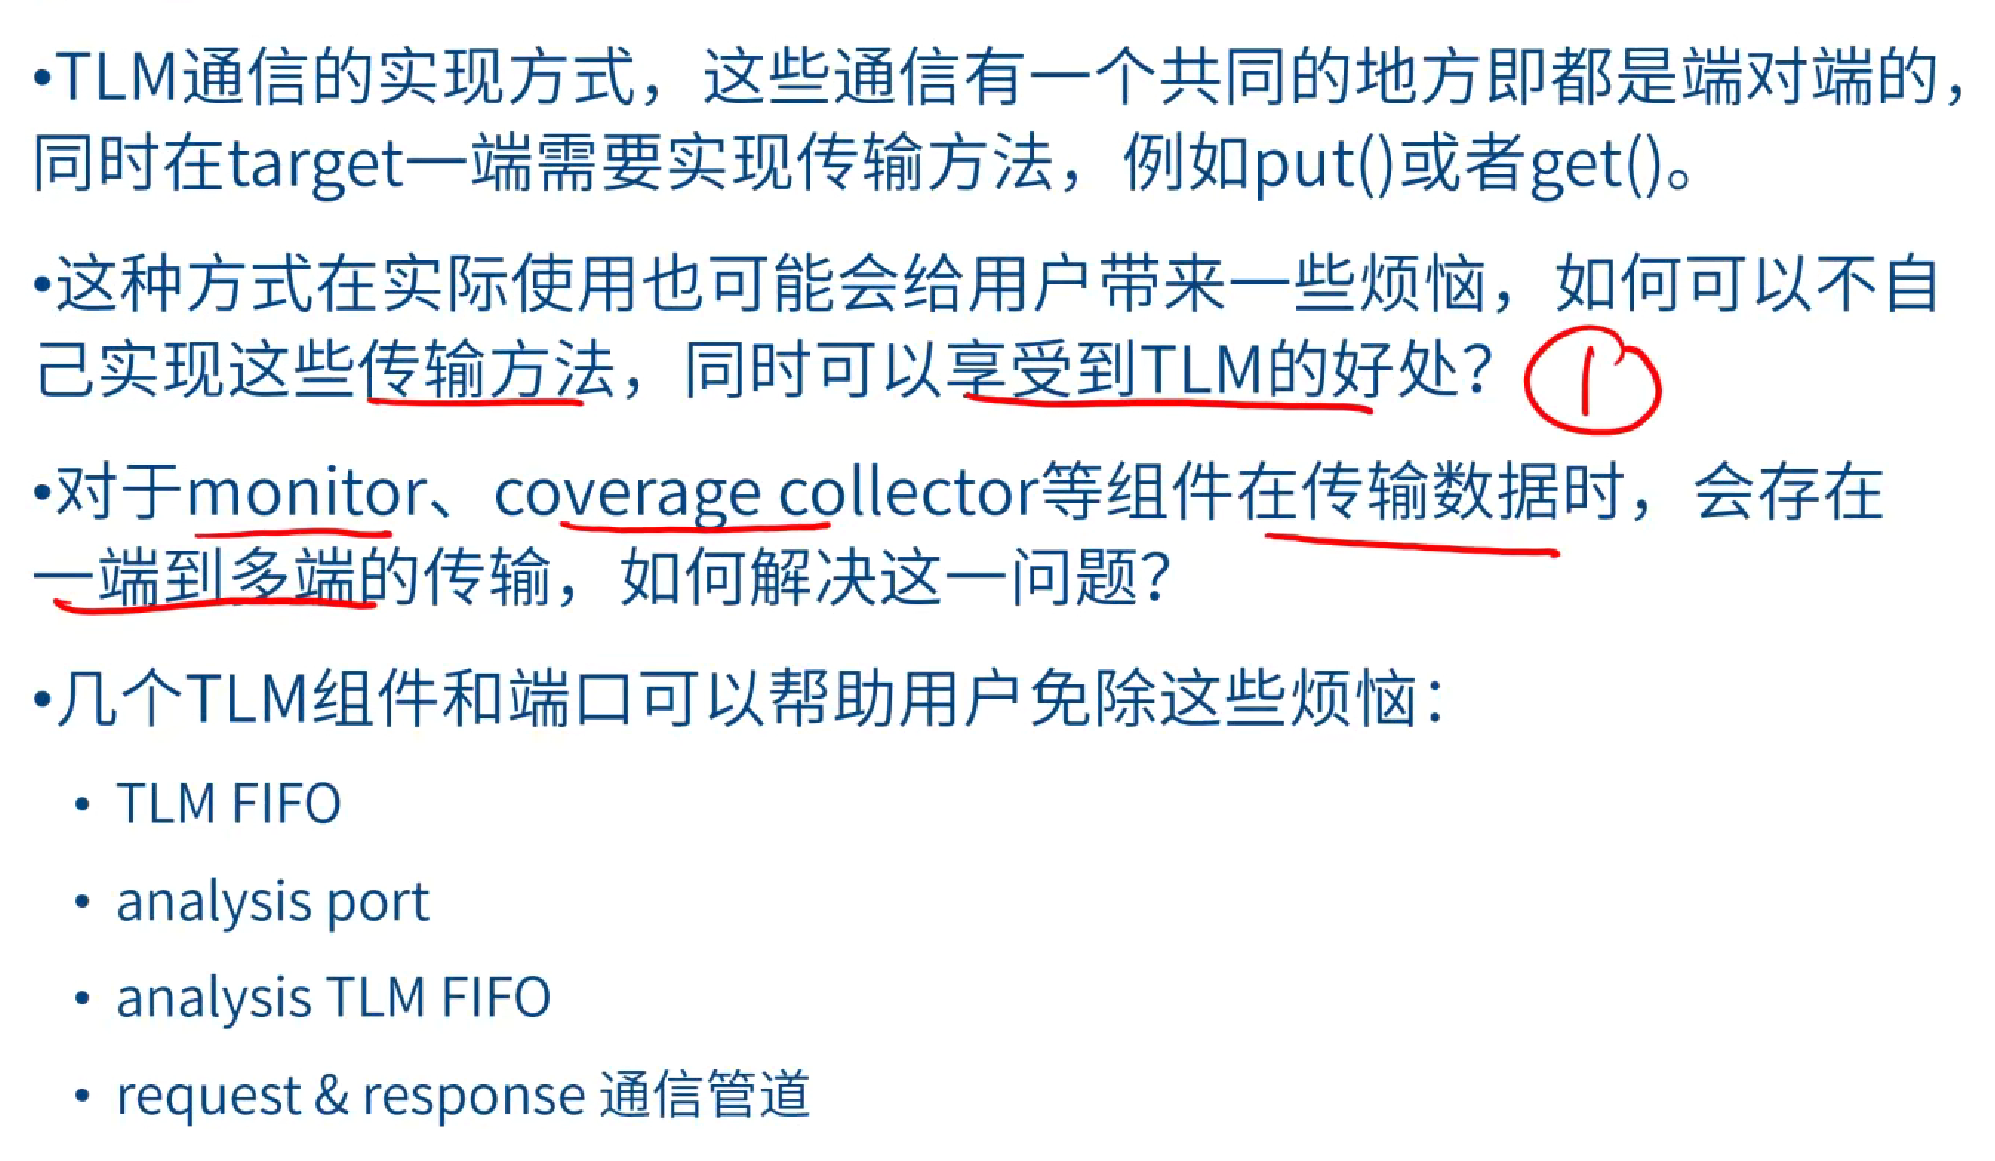 •TLM通信的实现方式，这些通信有一个共同的地方即都是端对端的，
同时在target一端需要实现传输方法，例如put()或者get()。
•这种方式在实际使用也可能会给用户带来一些烦恼，如何可以不自
己实现这些传输方法，同时可以享受到TLM的好处？ 1
•对于monitor、coverage collector等组件在传输数据时，会存在
一端到多端的传输，如何解决这一问题？
•几个TLM组件和端口可以帮助用户免除这些烦恼：
• TLM FIFO
• analysis port
• analysis TLM FIFO
• request & response 通信管道